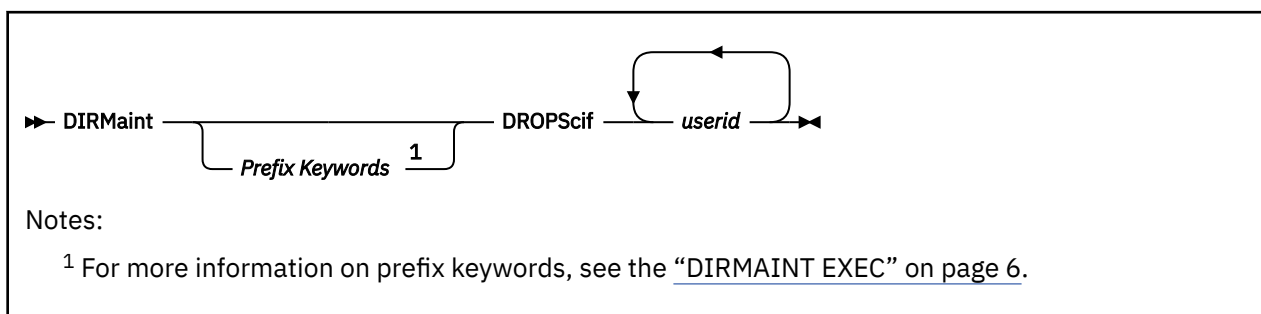 DIRMaint Prefix Keywords 1 DROPScif userid
Notes:
1 For more information on prefix keywords, see the “DIRMAINT EXEC” on page 6.